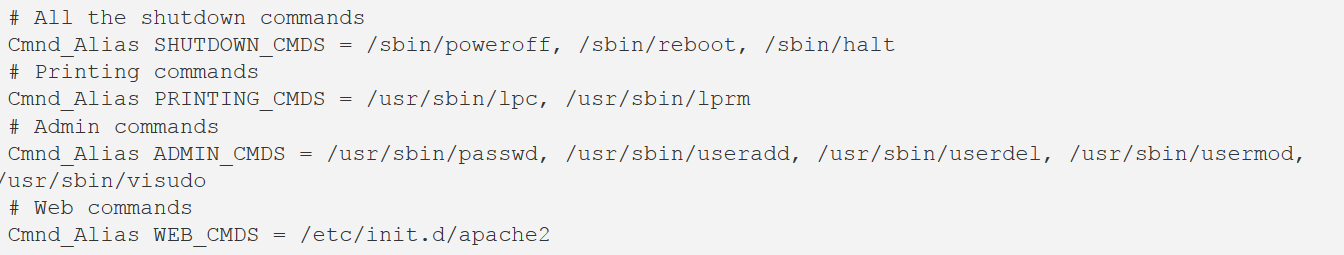 # All the shutdown commands
Cmnd_Alias SHUTDOWN_CMDS = /sbin/poweroff, /sbin/reboot, /sbin/halt
# Printing commands
Cmnd_Alias PRINTING_CMDS = /usr/sbin/lpc, /usr/sbin/lprm
# Admin commands
Cmnd_Alias ADMIN_CMDS = /usr/sbin/passwd, /usr/sbin/useradd, /usr/sbin/userdel, /usr/sbin/usermod,
/usr/sbin/visudo
# Web commands
Cmnd_Alias WEB_CMDS = /etc/init.d/apache2